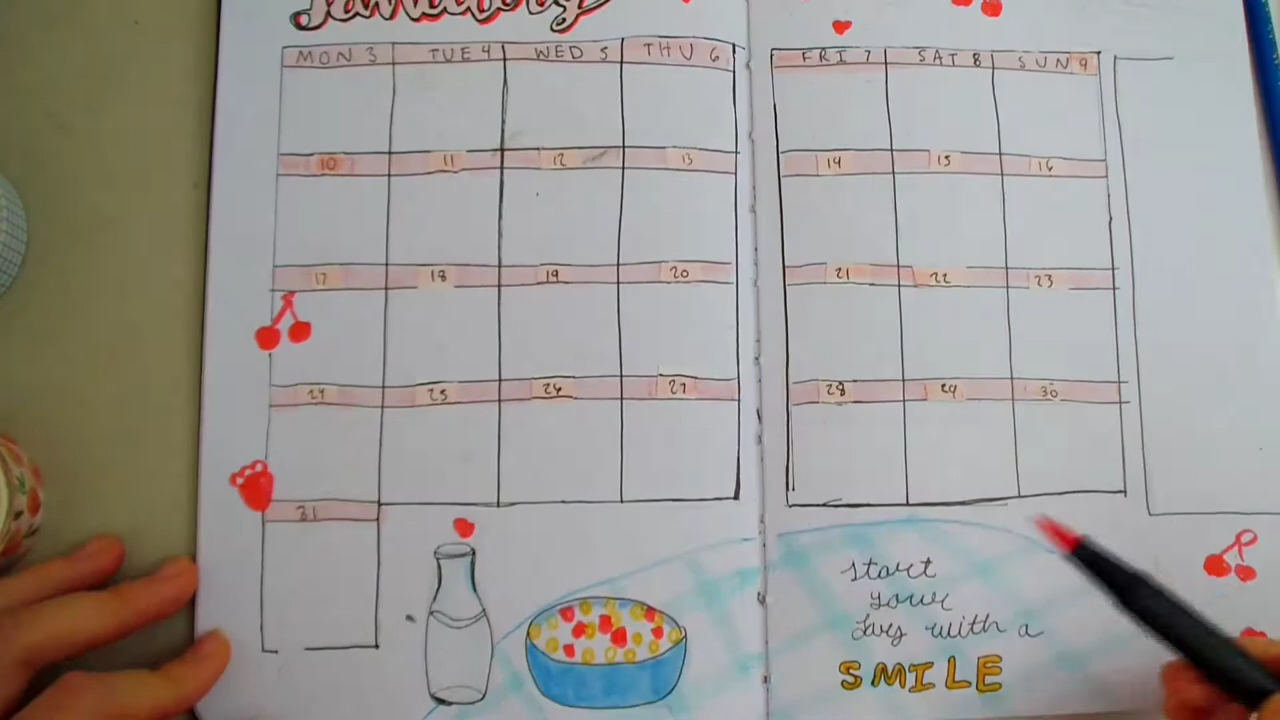 January
MON 3 TUE 4 WED 5 THU 6 FRI 7 SAT 8 SUN 9
10 11 12 13 14 15 16
17 18 19 20 21 22 23
24 25 26 27 28 29 30
31
start
your
day with a
SMILE